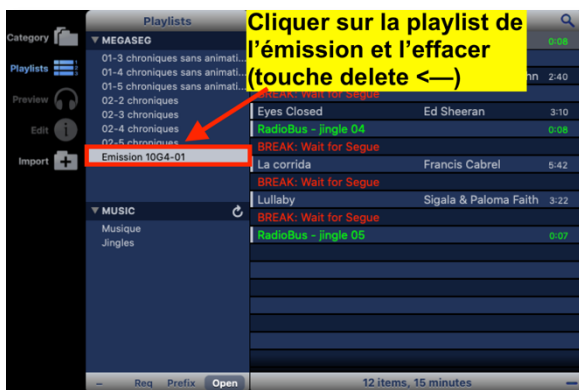 Playlists
Cliquer sur la playlist de
l'émission et l'effacer
(touche delete <—)
Category
Playlists
Preview
Edit
Import
MEGASEG
01-3 chroniques sans animati...
01-4 chroniques sans animati...
01-5 chroniques sans animati...
02-2 chroniques
02-3 chroniques
02-4 chroniques
02-5 chroniques
Emission 10G4-01
MUSIC
Musique
Jingles
0:08
hn 2:40
BREAK: Wait for Segue
Eyes Closed Ed Sheeran 3:10
RadioBus - jingle 04 0:08
BREAK: Wait for Segue
La corrida Francis Cabrel 5:42
BREAK: Wait for Segue
Lullaby Sigala & Paloma Faith 3:22
BREAK: Wait for Segue
RadioBus - jingle 05 0:07
– Req Prefix Open
12 items, 15 minutes –